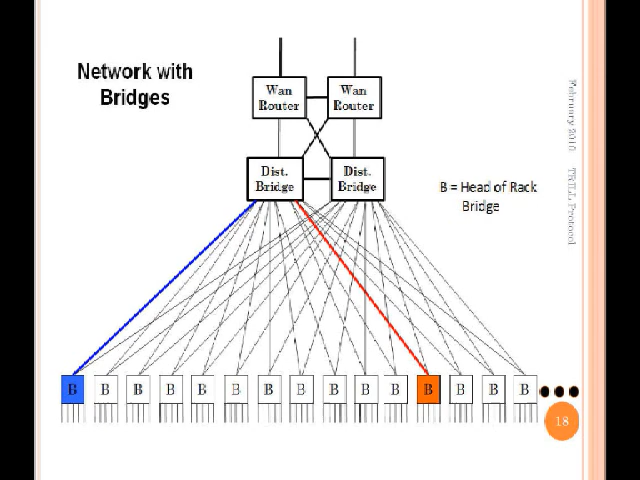 Network with
Bridges
Wan
Router
Wan
Router
Dist.
Bridge
Dist.
Bridge
B = Head of Rack
Bridge
February 2010 TRILL Protocol
B B B B B B B B B B B B B B B
18